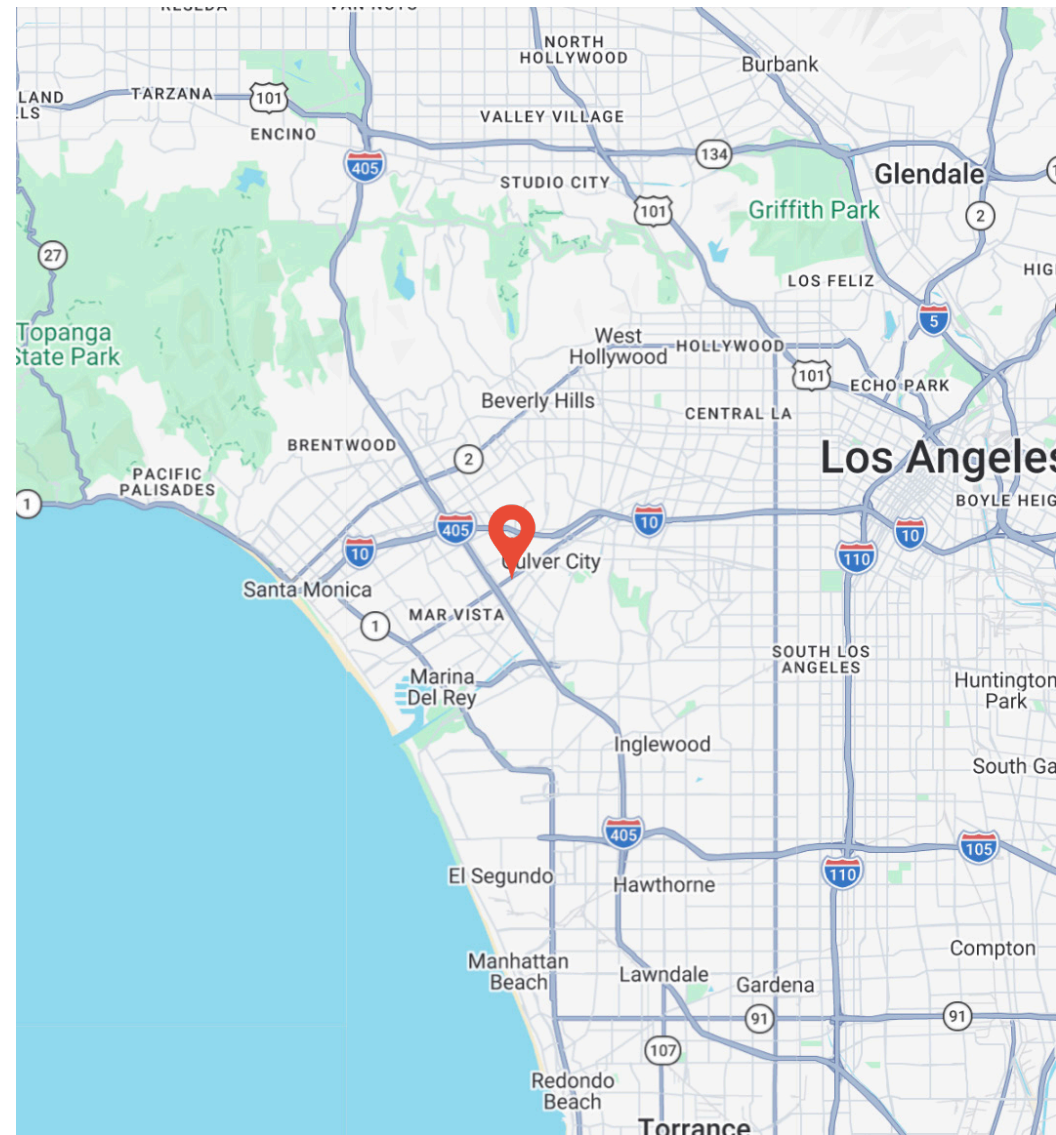 NORTH
HOLLYWOOD
Burbank
TARZANA
101
LAND
LS
VALLEY VILLAGE
ENCINO
134
405
STUDIO CITY
Glendale
101
Griffith Park
2
27
LOS FELIZ
HIG
5
Topanga
State Park
West
Hollywood
HOLLYWOOD
101
ECHO PARK
Beverly Hills
CENTRAL LA
BRENTWOOD
2
Los Angeles
PACIFIC
PALISADES
1
BOYLE HEIG
405
10
10
10
110
Culver City
Santa Monica
MAR VISTA
1
SOUTH LOS
ANGELES
Marina
Del Rey
Huntington
Park
Inglewood
South Ga
405
105
110
El Segundo
Hawthorne
Compton
Manhattan
Beach
Lawndale
Gardena
91
91
107
Redondo
Beach
Torrance